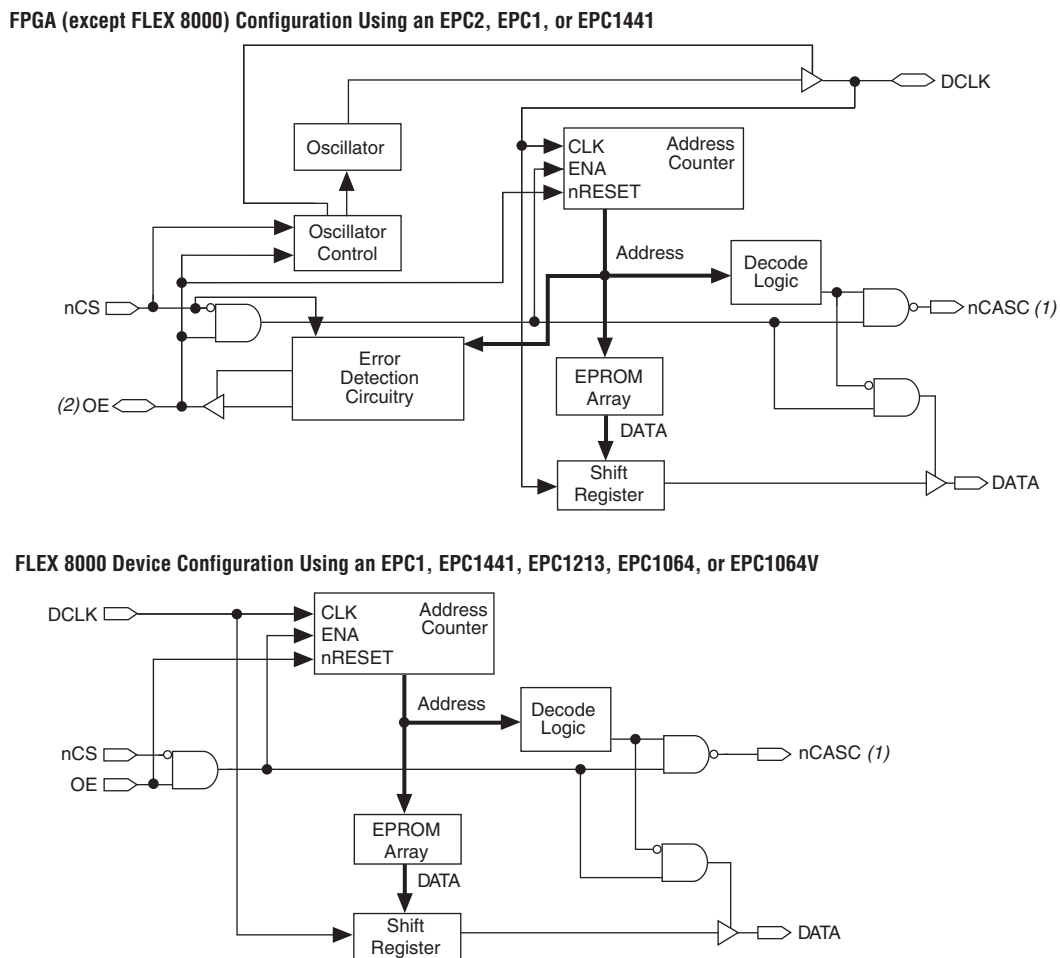 FPGA (except FLEX 8000) Configuration Using an EPC2, EPC1, or EPC1441
DCLK
Oscillator
CLK
Address
Counter
ENA
nRESET
Oscillator
Control
Address
Decode
Logic
nCS
nCASC (1)
Error
Detection
Circuitry
EPROM
Array
(2) OE
DATA
Shift
Register
DATA
FLEX 8000 Device Configuration Using an EPC1, EPC1441, EPC1213, EPC1064, or EPC1064V
DCLK
CLK
Address
Counter
ENA
nRESET
Address
Decode
Logic
nCS
nCASC (1)
OE
EPROM
Array
DATA
Shift
Register
DATA